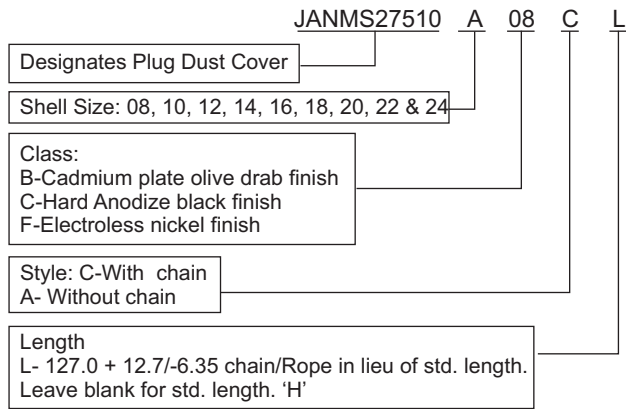 JANMS27510 A 08 C L
Designates Plug Dust Cover
Shell Size: 08, 10, 12, 14, 16, 18, 20, 22 & 24
Class:
B-Cadmium plate olive drab finish
C-Hard Anodize black finish
F-Electroless nickel finish
Style: C-With chain
A- Without chain
Length
L- 127.0 + 12.7/-6.35 chain/Rope in lieu of std. length.
Leave blank for std. length. ‘H’